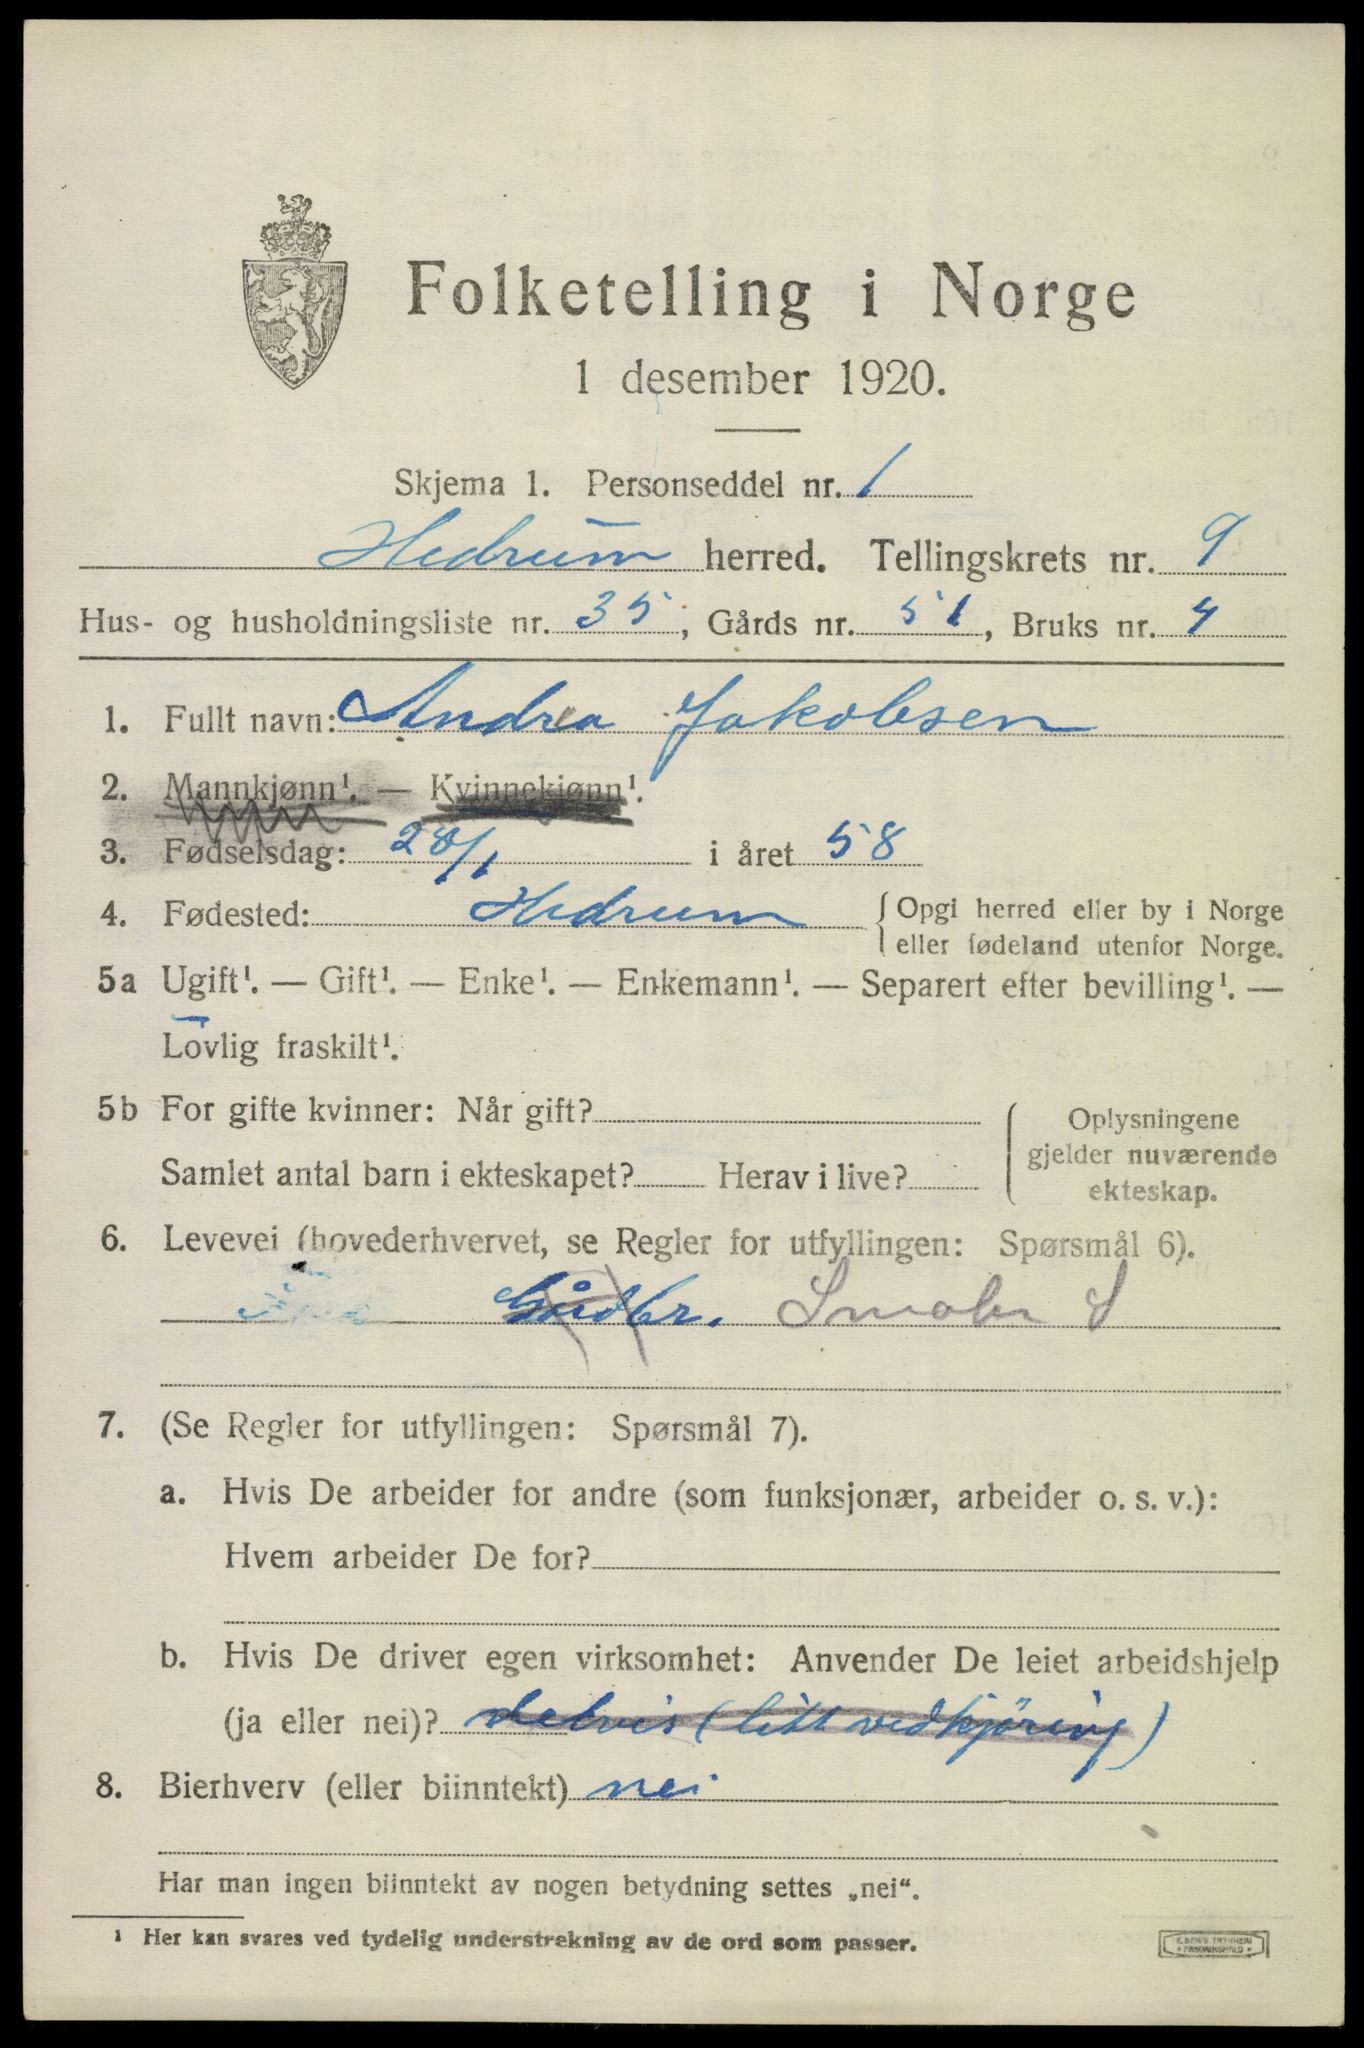 Folketelling i Norge
1 desember 1920.
Skjema 1. Personseddel nr. 1
Hedrum herred. Tellingskrets nr. 9
Hus- og husholdningsliste nr. 35, Gårds nr. 51, Bruks nr. 4
1. Fullt navn: Andrea Jakobsen
2. Mannkjønn¹. — Kvinnekjønn¹.
3. Fødselsdag: 28/1 i året 58
4. Fødested: Hedrum { Opgi herred eller by i Norge
eller fødeland utenfor Norge.
5a Ugift¹. — Gift¹. — Enke¹. — Enkemann¹. — Separert efter bevilling¹. —
Lovlig fraskilt¹.
5b For gifte kvinner: Når gift?
Samlet antal barn i ekteskapet? Herav i live?
Oplysningene
gjelder nuværende
ekteskap.
6. Levevei (hovederhvervet, se Regler for utfyllingen: Spørsmål 6).
Gårdbr. Småbr S
7. (Se Regler for utfyllingen: Spørsmål 7).
a. Hvis De arbeider for andre (som funksjonær, arbeider o. s. v.):
Hvem arbeider De for?
b. Hvis De driver egen virksomhet: Anvender De leiet arbeidshjelp
(ja eller nei)? delvis (litt vedkjøring)
8. Bierhverv (eller biinntekt) nei
Har man ingen biinntekt av nogen betydning settes „nei“.
¹ Her kan svares ved tydelig understrekning av de ord som passer.